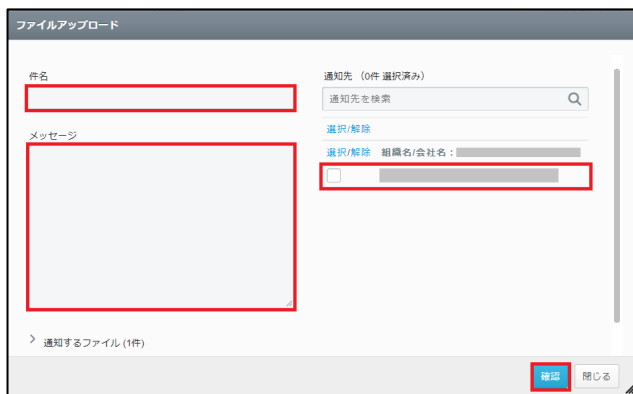 ファイルアップロード
件名
メッセージ
通知するファイル (1件)
通知先 （0件 選択済み）
通知先を検索
選択/解除
選択/解除 組織名/会社名：
確認 閉じる